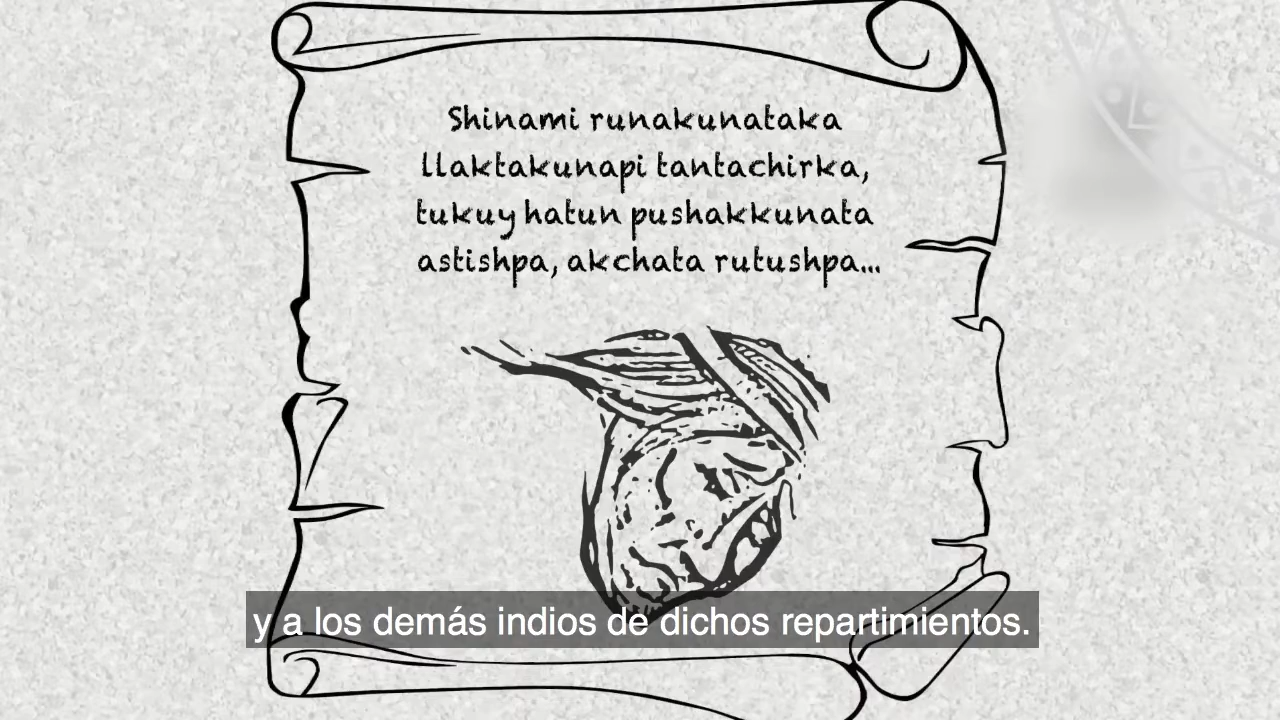 Shinami runakunataka
llaktakunapi tantachirka,
tukuy hatun pushakkunata
astishpa, akchata rutushpa...
y a los demás indios de dichos repartimientos.